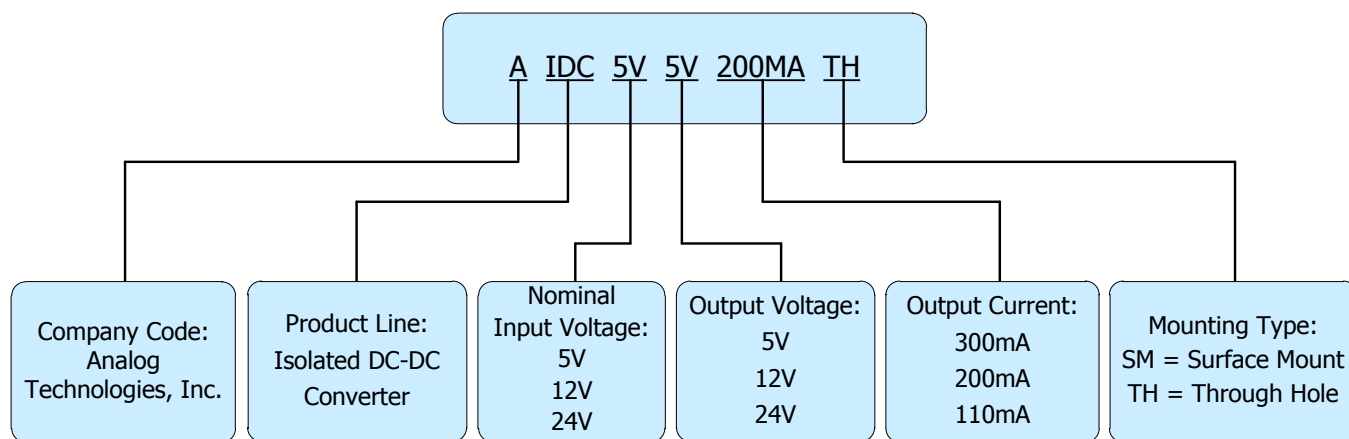 A IDC 5V 5V 200MA TH
Company Code:
Analog
Technologies, Inc.
Product Line:
Isolated DC-DC
Converter
Nominal
Input Voltage:
5V
12V
24V
Output Voltage:
5V
12V
24V
Output Current:
300mA
200mA
110mA
Mounting Type:
SM = Surface Mount
TH = Through Hole